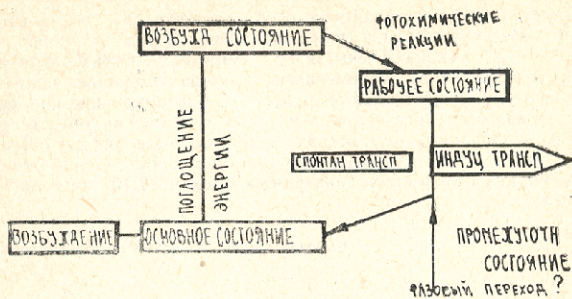 ФОТОХИМИЧЕСКИЕ
РЕАКЦИИ
ВОЗБУЖД СОСТОЯНИЕ
РАБОЧЕЕ СОСТОЯНИЕ
ПОГЛОЩЕНИЕ
ЭНЕРГИИ
СПОНТАН ТРАНСП
ИНДУЦ ТРАНСП
ВОЗБУЖДЕНИЕ
ОСНОВНОЕ СОСТОЯНИЕ
ПРОМЕЖУТОЧН
СОСТОЯНИЕ
ФАЗОВЫЙ ПЕРЕХОД ?